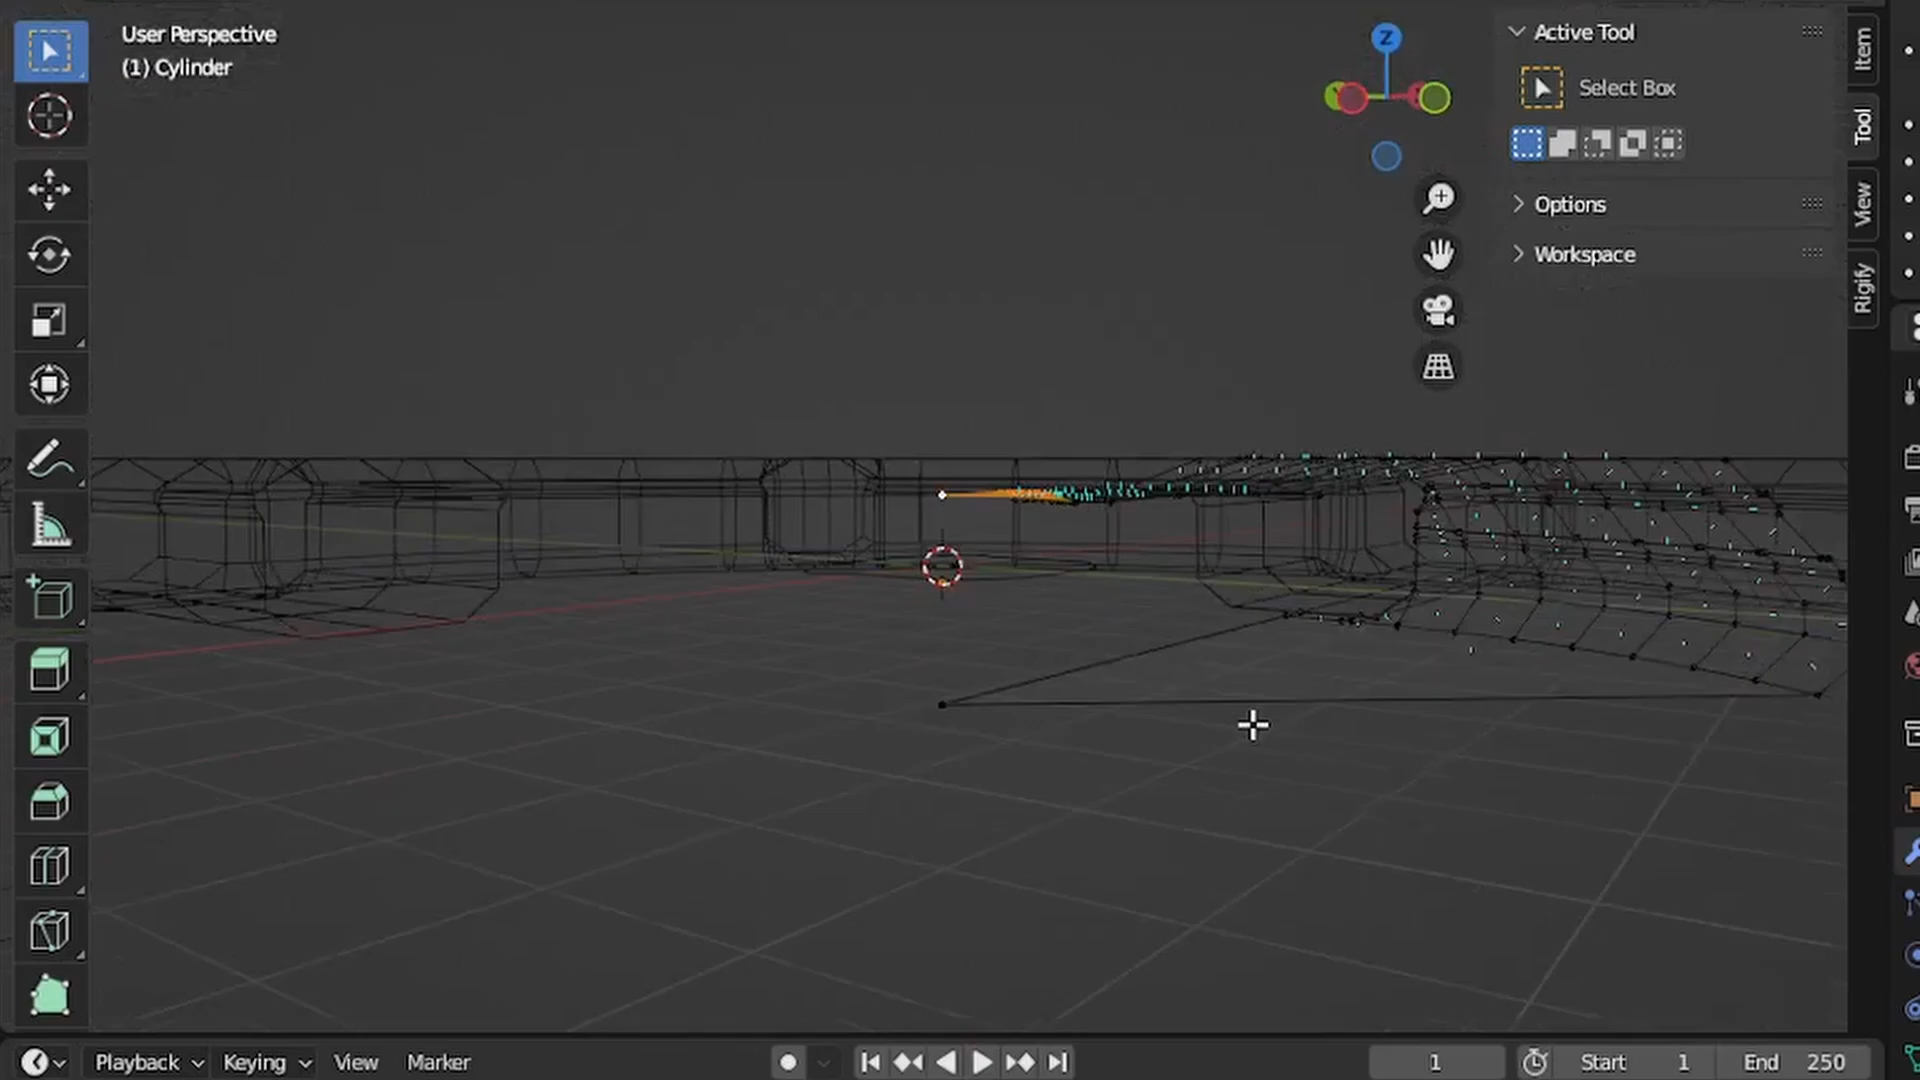 User Perspective
(1) Cylinder
Z
Active Tool
Select Box
Options
Workspace
Item
Tool
View
Rigify
Playback
Keying
View
Marker
1
Start 1
End 250